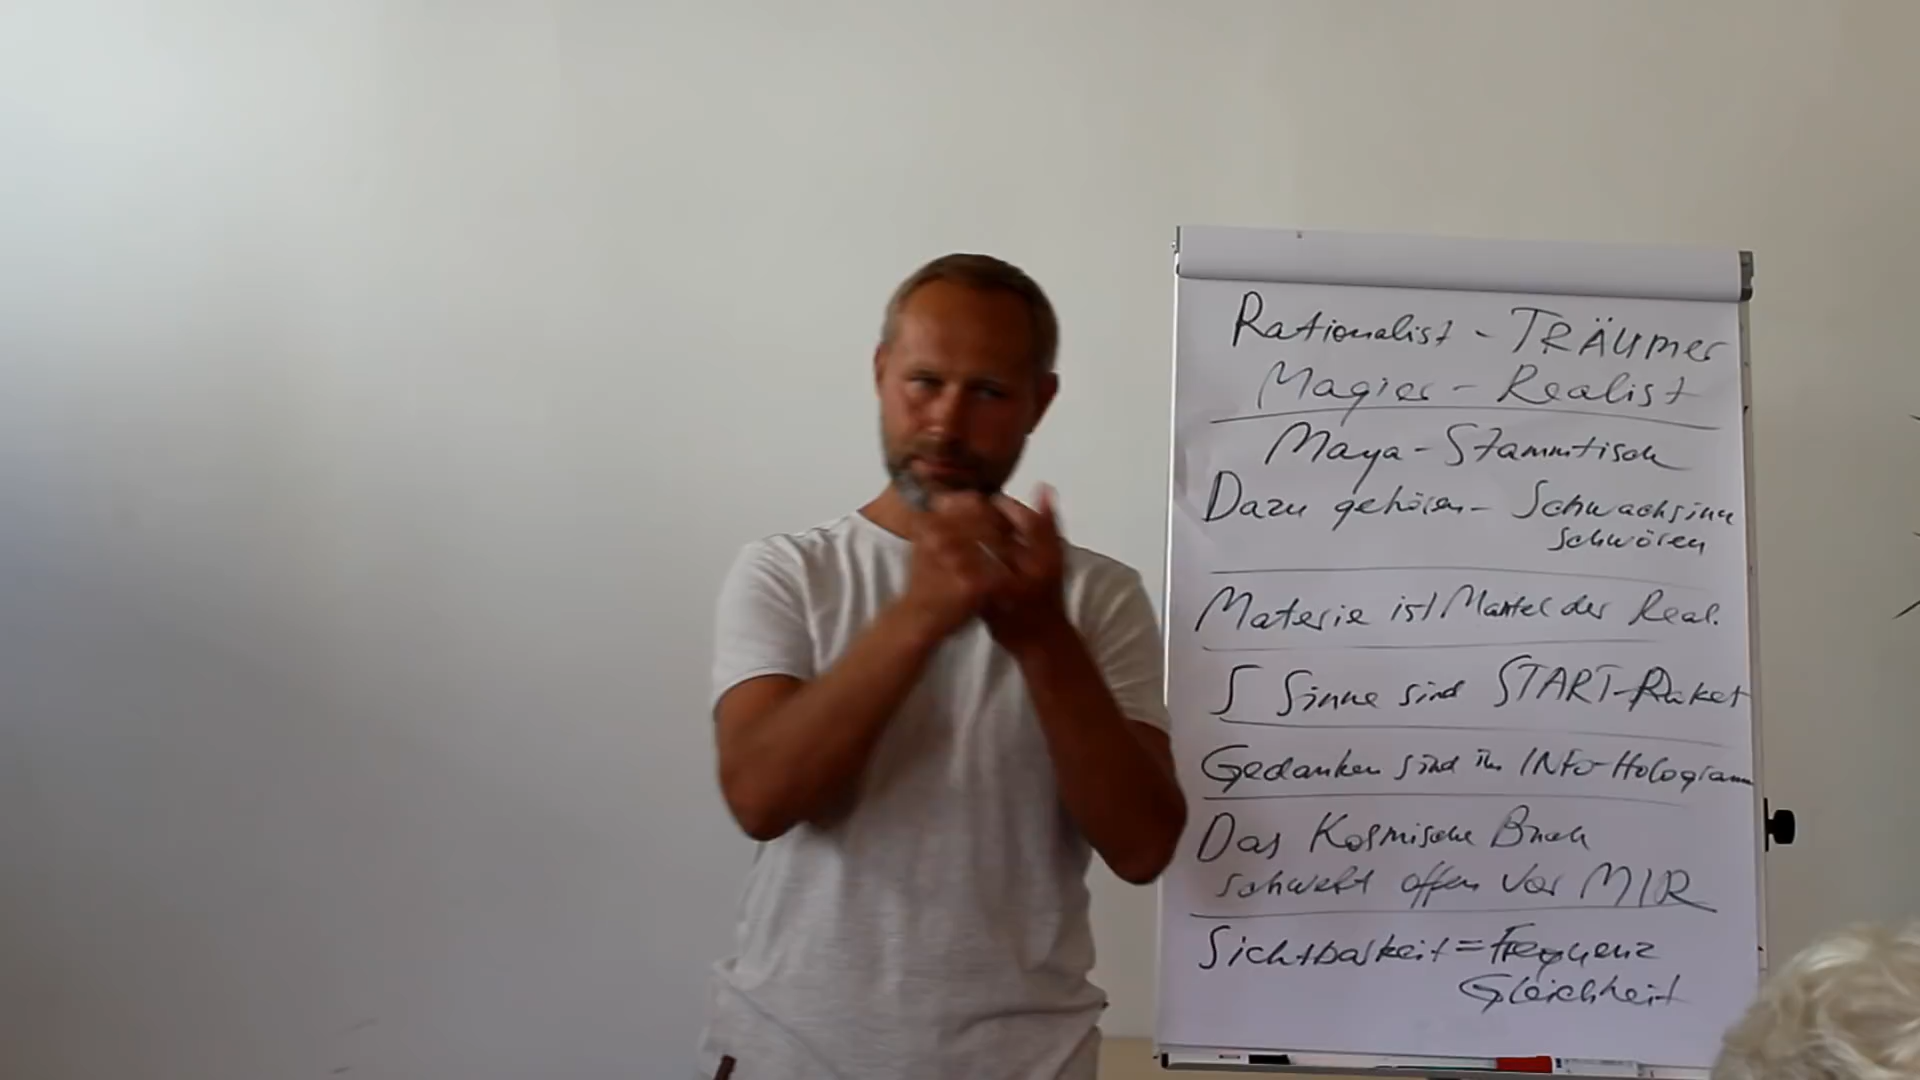 Rationalist - TRÄUMER
Magier - Realist
Maya - Stammtisch
Dazu gehören - Schwachsinn
schwören
Materie ist Mantel der Real.
5 Sinne sind START-Paket
Gedanken sind im INFO-Hologramm
Das Kosmische Buch
schwebt offen vor MIR
Sichtbarkeit = Frequenz
Gleichheit